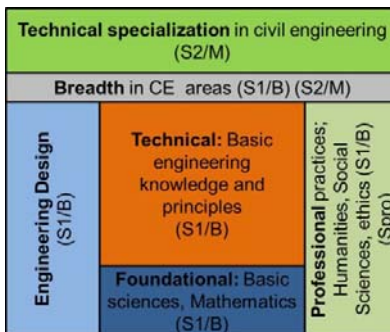 Technical specialization in civil engineering
(S2/M)
Breadth in CE areas (S1/B) (S2/M)
Engineering Design
(S1/B)
Technical: Basic
engineering
knowledge and
principles
(S1/B)
Foundational: Basic
sciences, Mathematics
(S1/B)
Professional practices;
Humanities, Social
Sciences, ethics (S1/B)
(Spro)